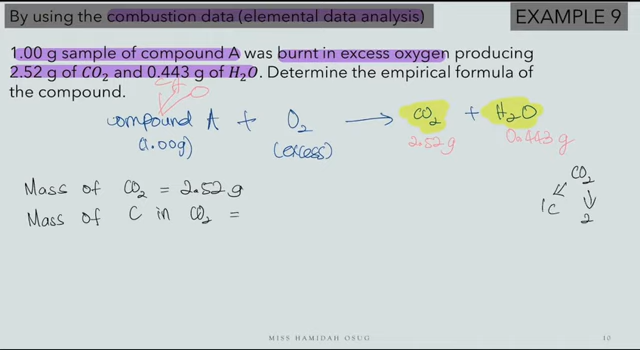 By using the combustion data (elemental data analysis)
EXAMPLE 9
1.00 g sample of compound A was burnt in excess oxygen producing
2.52 g of CO₂ and 0.443 g of H₂O. Determine the empirical formula of
the compound.
compound A + O₂ → CO₂ + H₂O
(1.00g) (excess) 2.52g 0.443 g
Mass of CO₂ = 2.52 g
Mass of C in CO₂ =
CO₂
1C 2
MISS HAMIDAH OSUG
10